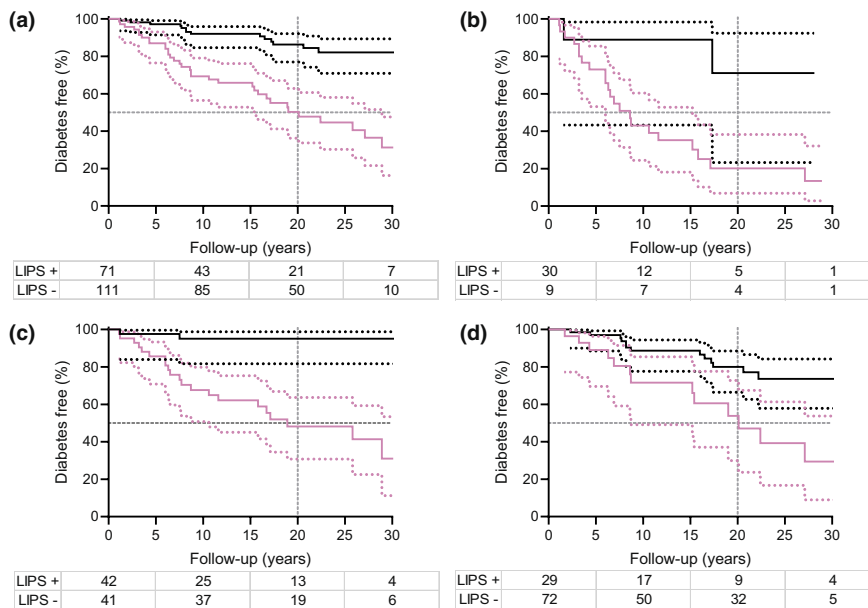 (a)
Diabetes free (%)
100
80
60
40
20
0
0 5 10 15 20 25 30
Follow-up (years)
LIPS + 71 43 21 7
LIPS - 111 85 50 10
(b)
Diabetes free (%)
100
80
60
40
20
0
0 5 10 15 20 25 30
Follow-up (years)
LIPS + 30 12 5 1
LIPS - 9 7 4 1
(c)
Diabetes free (%)
100
80
60
40
20
0
0 5 10 15 20 25 30
Follow-up (years)
LIPS + 42 25 13 4
LIPS - 41 37 19 6
(d)
Diabetes free (%)
100
80
60
40
20
0
0 5 10 15 20 25 30
Follow-up (years)
LIPS + 29 17 9 4
LIPS - 72 50 32 5